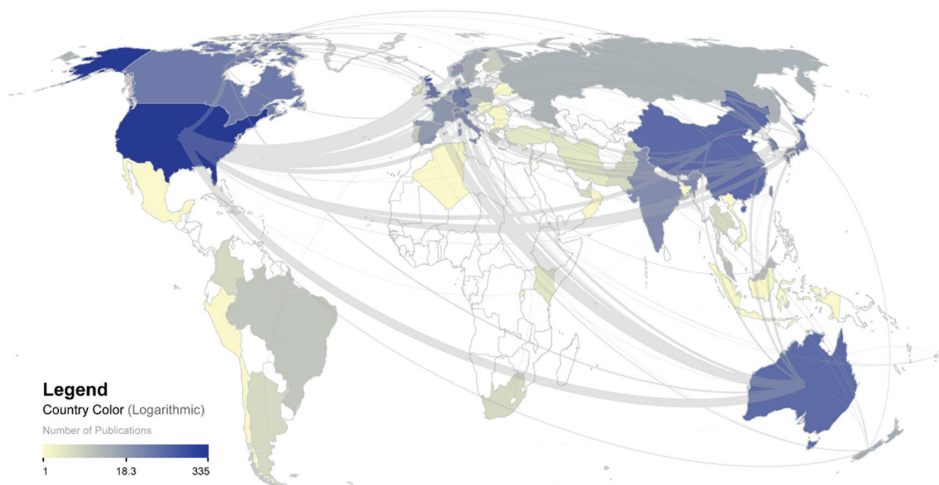 Legend
Country Color (Logarithmic)
Number of Publications
1 18.3 335